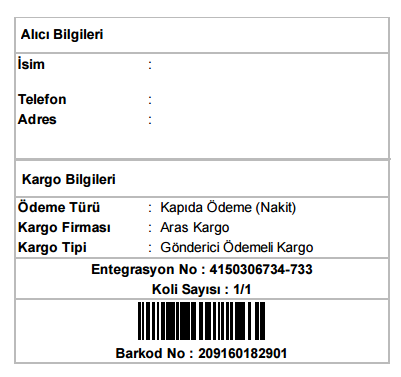 Alıcı Bilgileri
İsim :
Telefon :
Adres :
Kargo Bilgileri
Ödeme Türü : Kapıda Ödeme (Nakit)
Kargo Firması : Aras Kargo
Kargo Tipi : Gönderici Ödemeli Kargo
Entegrasyon No : 4150306734-733
Koli Sayısı : 1/1
Barkod No : 209160182901